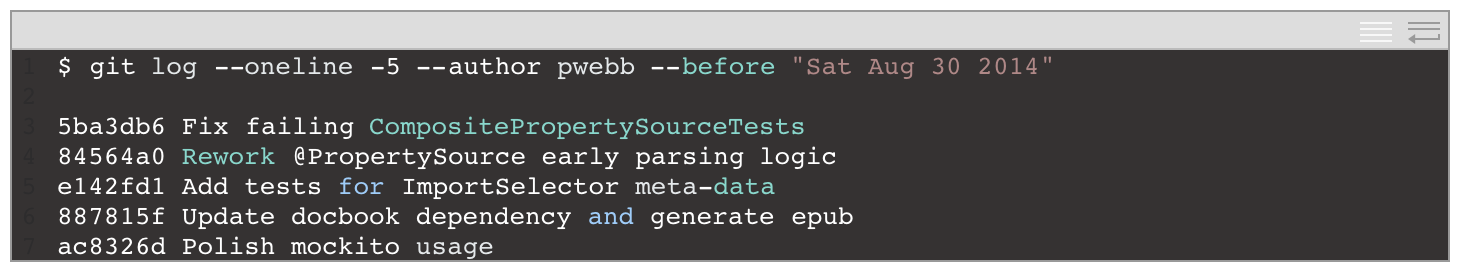 1 $ git log --oneline -5 --author pwebb --before "Sat Aug 30 2014"
2
3 5ba3db6 Fix failing CompositePropertySourceTests
4 84564a0 Rework @PropertySource early parsing logic
5 e142fd1 Add tests for ImportSelector meta-data
6 887815f Update docbook dependency and generate epub
7 ac8326d Polish mockito usage